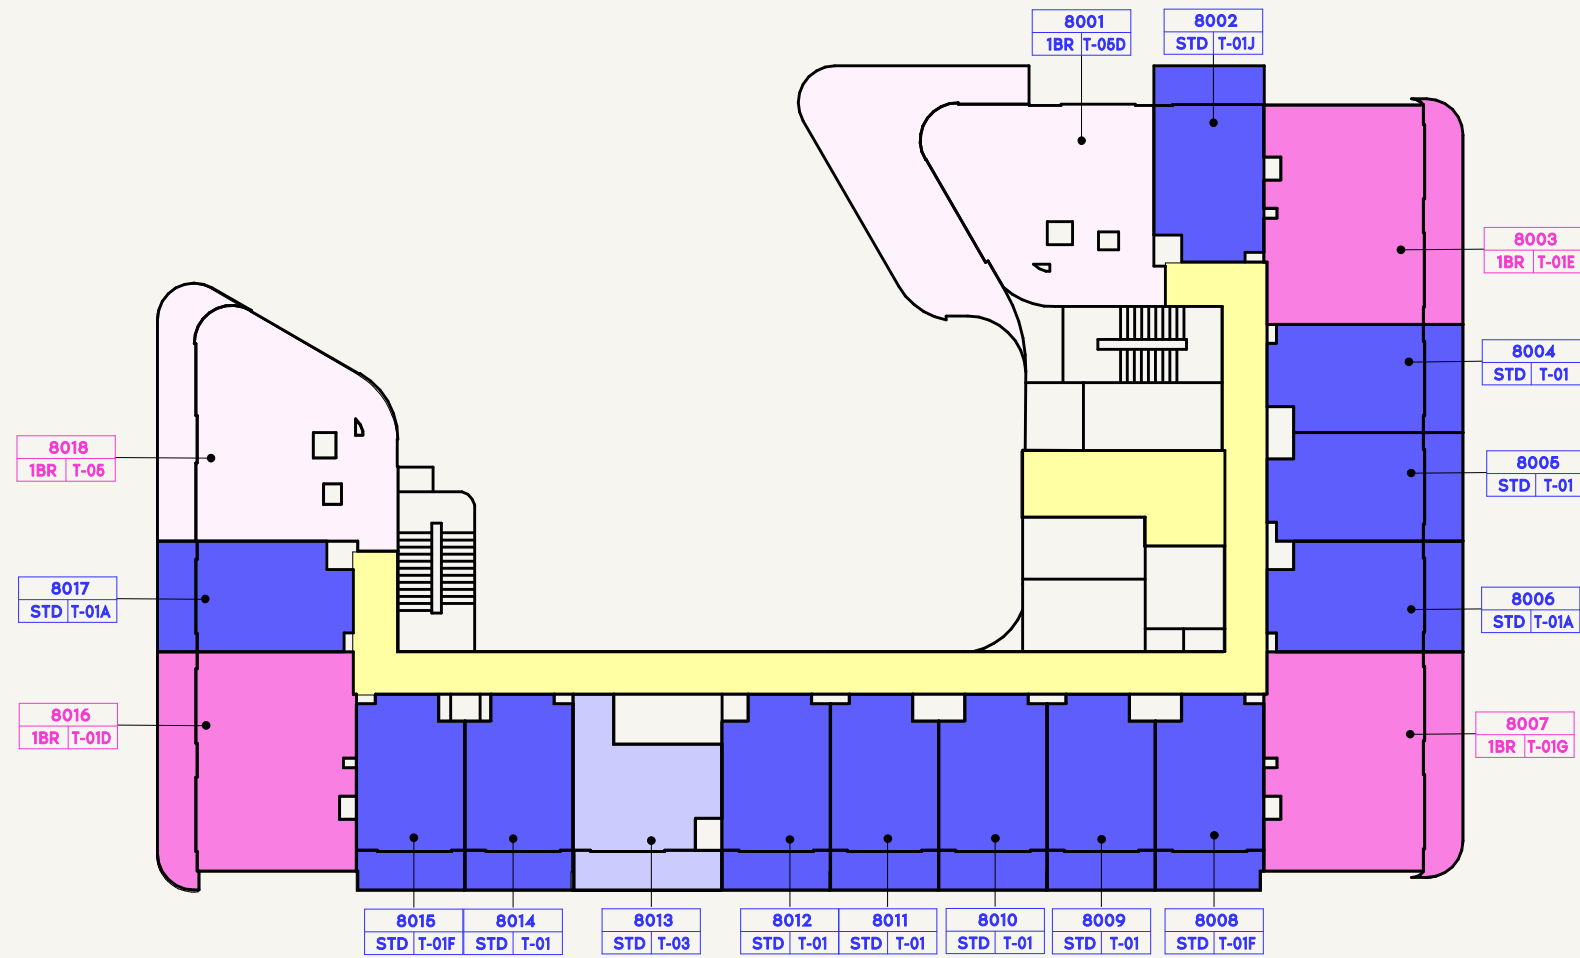 8001
1BR T-05D
8002
STD T-01J
8003
1BR T-01E
8004
STD T-01
8005
STD T-01
8006
STD T-01A
8007
1BR T-01G
8018
1BR T-05
8017
STD T-01A
8016
1BR T-01D
8015
STD T-01F
8014
STD T-01
8013
STD T-03
8012
STD T-01
8011
STD T-01
8010
STD T-01
8009
STD T-01
8008
STD T-01F